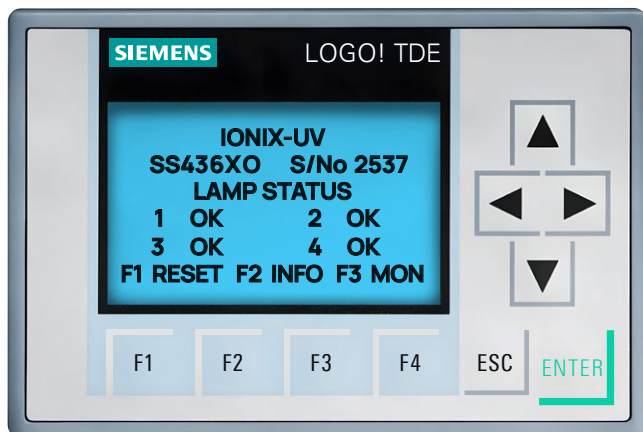 SIEMENS LOGO! TDE
IONIX-UV
SS436XO S/No 2537
LAMP STATUS
1 OK 2 OK
3 OK 4 OK
F1 RESET F2 INFO F3 MON
F1 F2 F3 F4 ESC ENTER